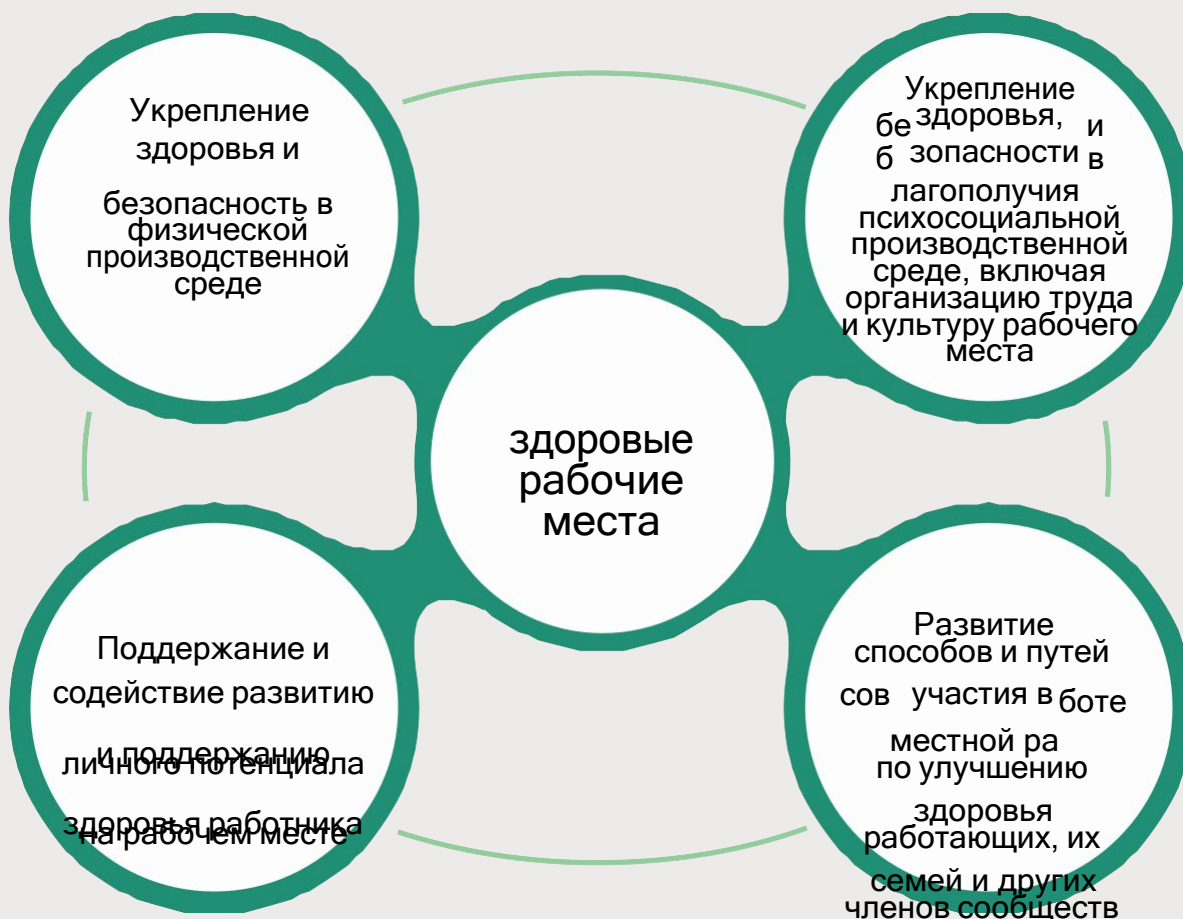 Укрепление
здоровья и
безопасность в
физической
производственной
среде
Укрепление
бе здоровья, и
б зопасности в
лагополучия
психосоциальной
производственной
среде, включая
организацию труда
и культуру рабочего
места
здоровые
рабочие
места
Поддержание и
содействие развитию
и поддержанию
личного потенциала
здоровья работника
на рабочем месте
Развитие
способов и путей
сов участия в боте
местной ра
по улучшению
здоровья
работающих, их
семей и других
членов сообществ